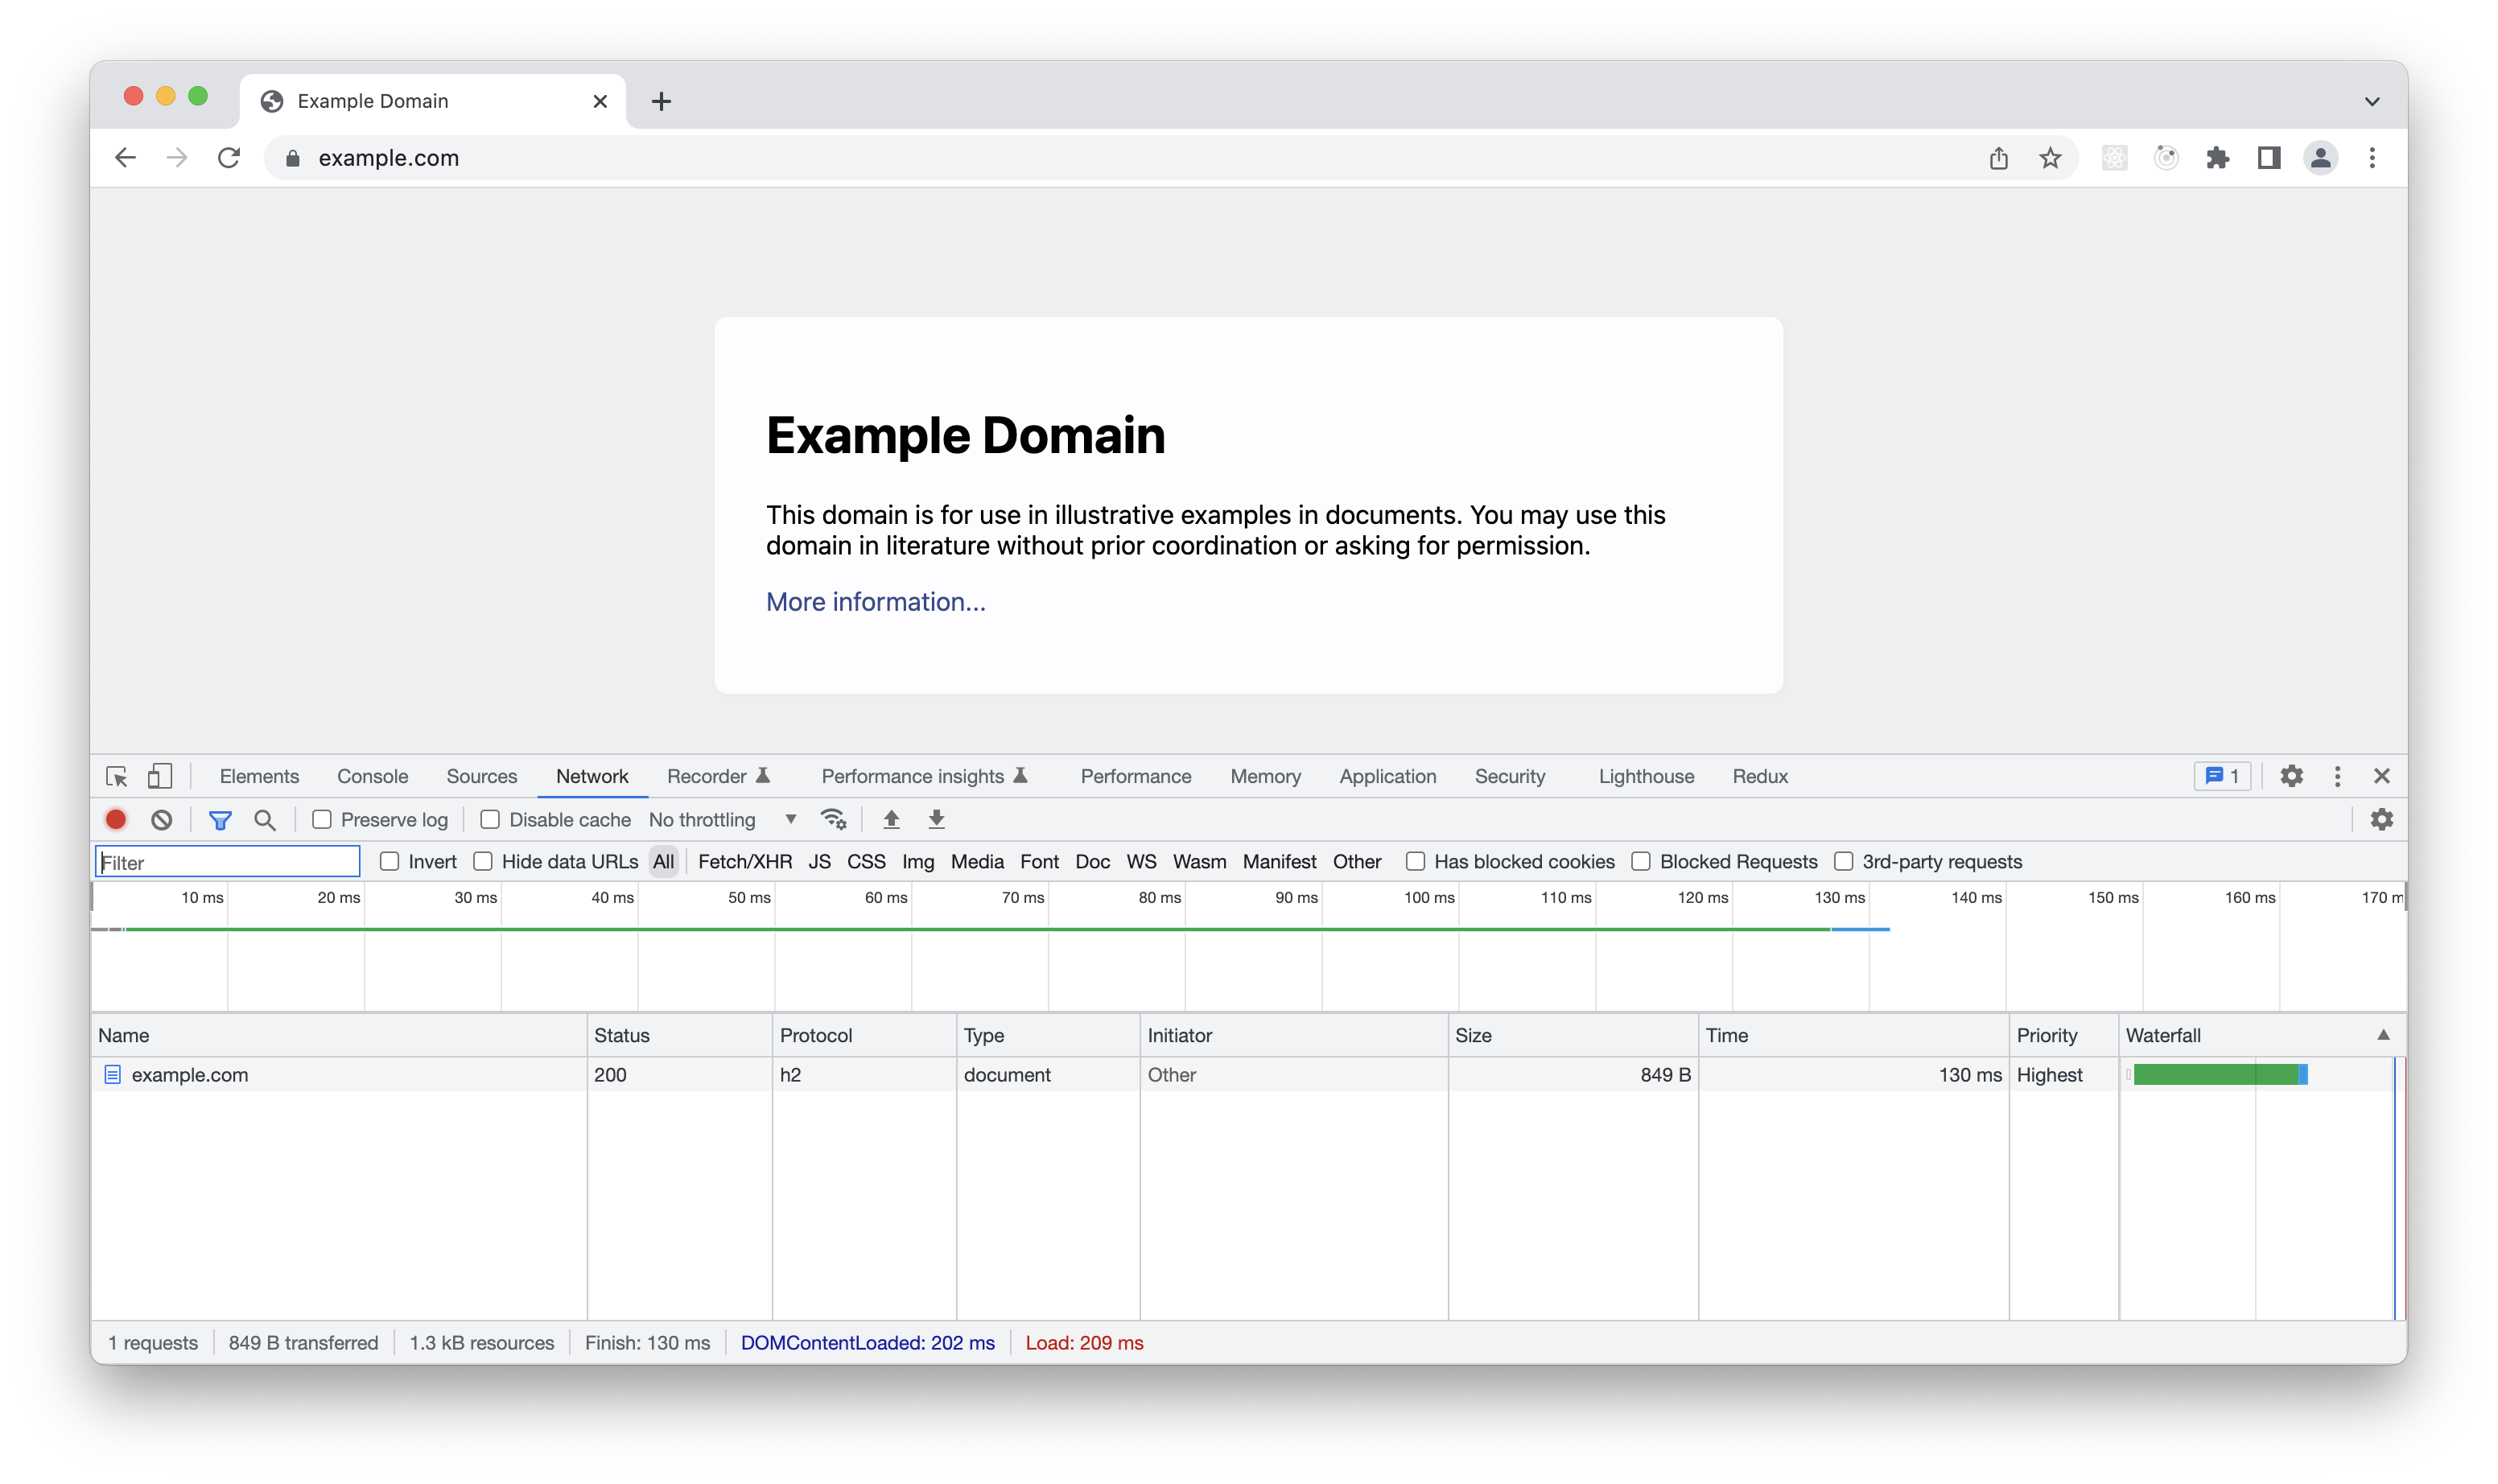 Example Domain
example.com
Example Domain
This domain is for use in illustrative examples in documents. You may use this
domain in literature without prior coordination or asking for permission.
More information...
Elements Console Sources Network Recorder Performance insights Performance Memory Application Security Lighthouse Redux 1
Preserve log Disable cache No throttling
Filter Invert Hide data URLs All Fetch/XHR JS CSS Img Media Font Doc WS Wasm Manifest Other Has blocked cookies Blocked Requests 3rd-party requests
10 ms 20 ms 30 ms 40 ms 50 ms 60 ms 70 ms 80 ms 90 ms 100 ms 110 ms 120 ms 130 ms 140 ms 150 ms 160 ms 170 m
Name Status Protocol Type Initiator Size Time Priority Waterfall
example.com 200 h2 document Other 849 B 130 ms Highest
1 requests 849 B transferred 1.3 kB resources Finish: 130 ms DOMContentLoaded: 202 ms Load: 209 ms